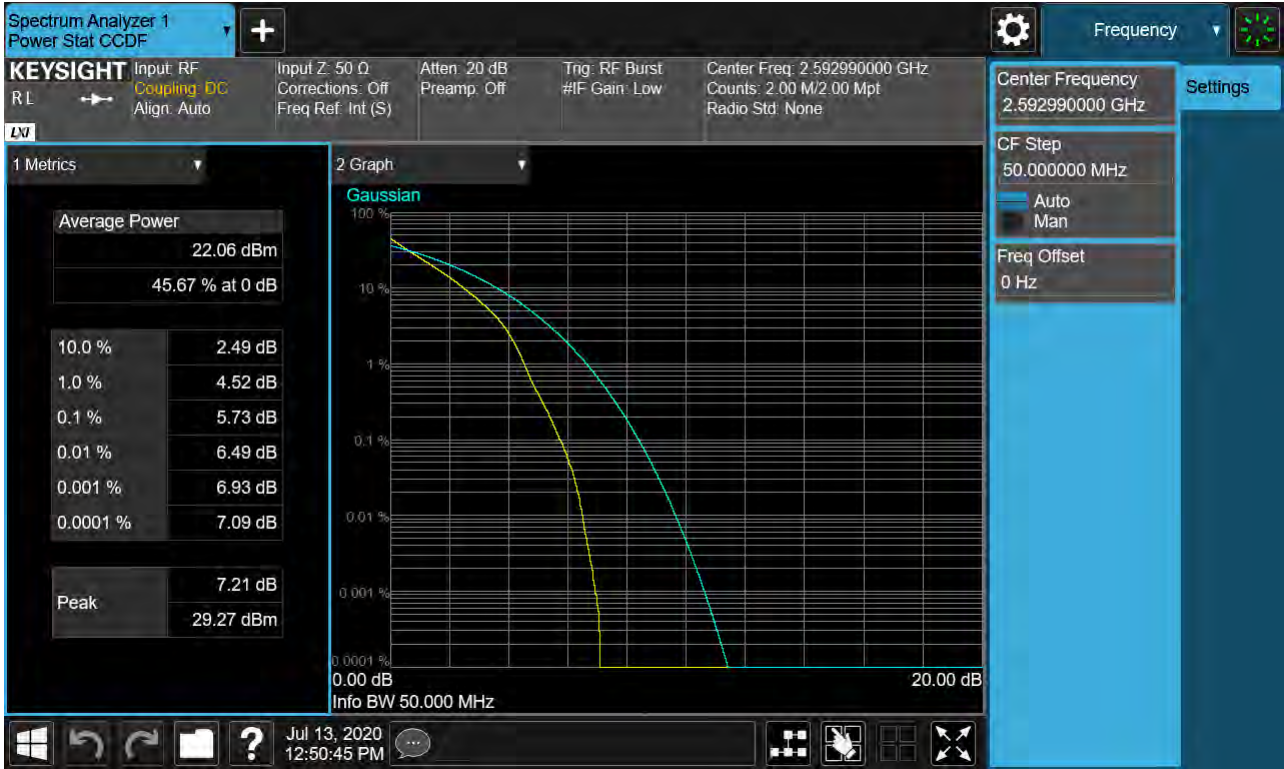 Spectrum Analyzer 1
Power Stat CCDF
Frequency
KEYSIGHT
R L
LXI
Input: RF
Coupling: DC
Align: Auto
Input Z: 50 Ω
Corrections: Off
Freq Ref: Int (S)
Atten: 20 dB
Preamp: Off
Trig: RF Burst
#IF Gain: Low
Center Freq: 2.592990000 GHz
Counts: 2.00 M/2.00 Mpt
Radio Std: None
Center Frequency
2.592990000 GHz
Settings
CF Step
50.000000 MHz
Auto
Man
Freq Offset
0 Hz
1 Metrics
Average Power
22.06 dBm
45.67 % at 0 dB
10.0 % 2.49 dB
1.0 % 4.52 dB
0.1 % 5.73 dB
0.01 % 6.49 dB
0.001 % 6.93 dB
0.0001 % 7.09 dB
Peak 7.21 dB
29.27 dBm
2 Graph
Gaussian
100 %
10 %
1 %
0.1 %
0.01 %
0.001 %
0.0001 %
0.00 dB 20.00 dB
Info BW 50.000 MHz
Jul 13, 2020
12:50:45 PM